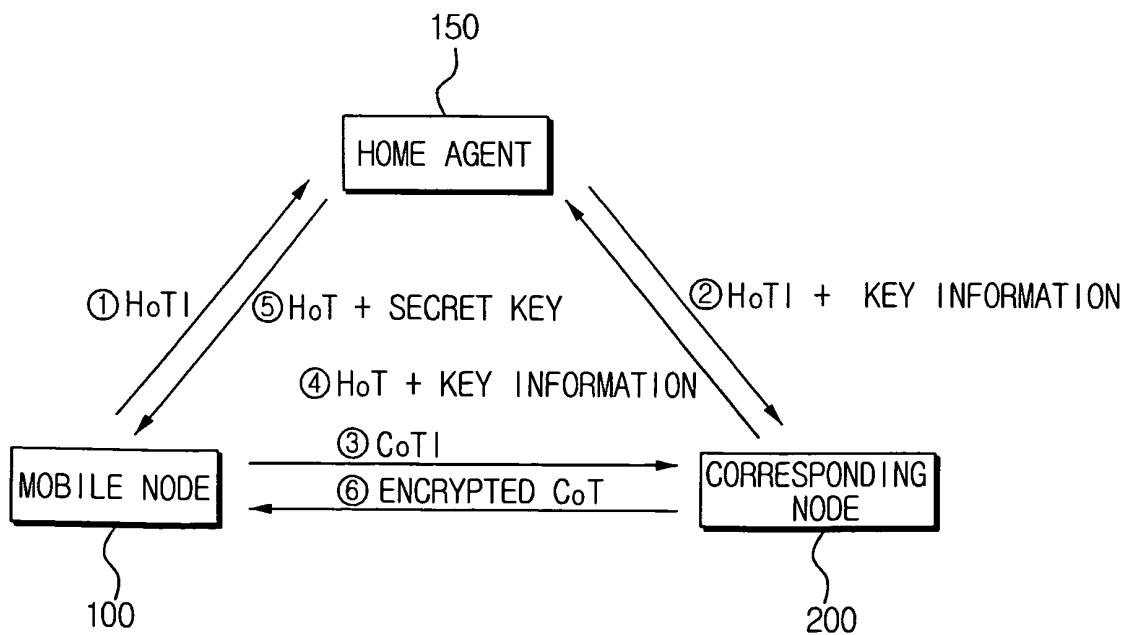 150
HOME AGENT
①HoTI
⑤HoT + SECRET KEY
②HoTI + KEY INFORMATION
④HoT + KEY INFORMATION
③CoTI
MOBILE NODE
⑥ENCRYPTED CoT
CORRESPONDING
NODE
100
200